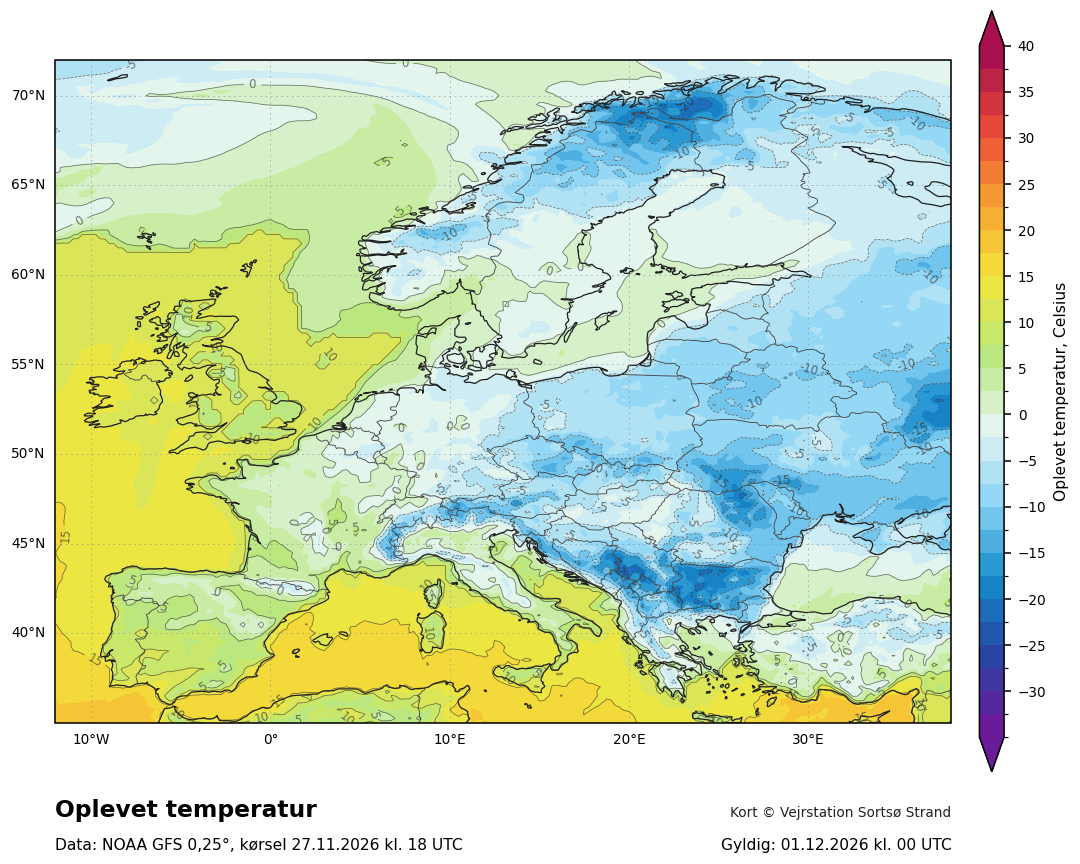 70°N
65°N
60°N
55°N
50°N
45°N
40°N
10°W
0°
10°E
20°E
30°E
40
35
30
25
20
15
10
5
0
−5
−10
−15
−20
−25
−30
Oplevet temperatur, Celsius
Oplevet temperatur
Kort © Vejrstation Sortsø Strand
Data: NOAA GFS 0,25°, kørsel 27.11.2026 kl. 18 UTC
Gyldig: 01.12.2026 kl. 00 UTC